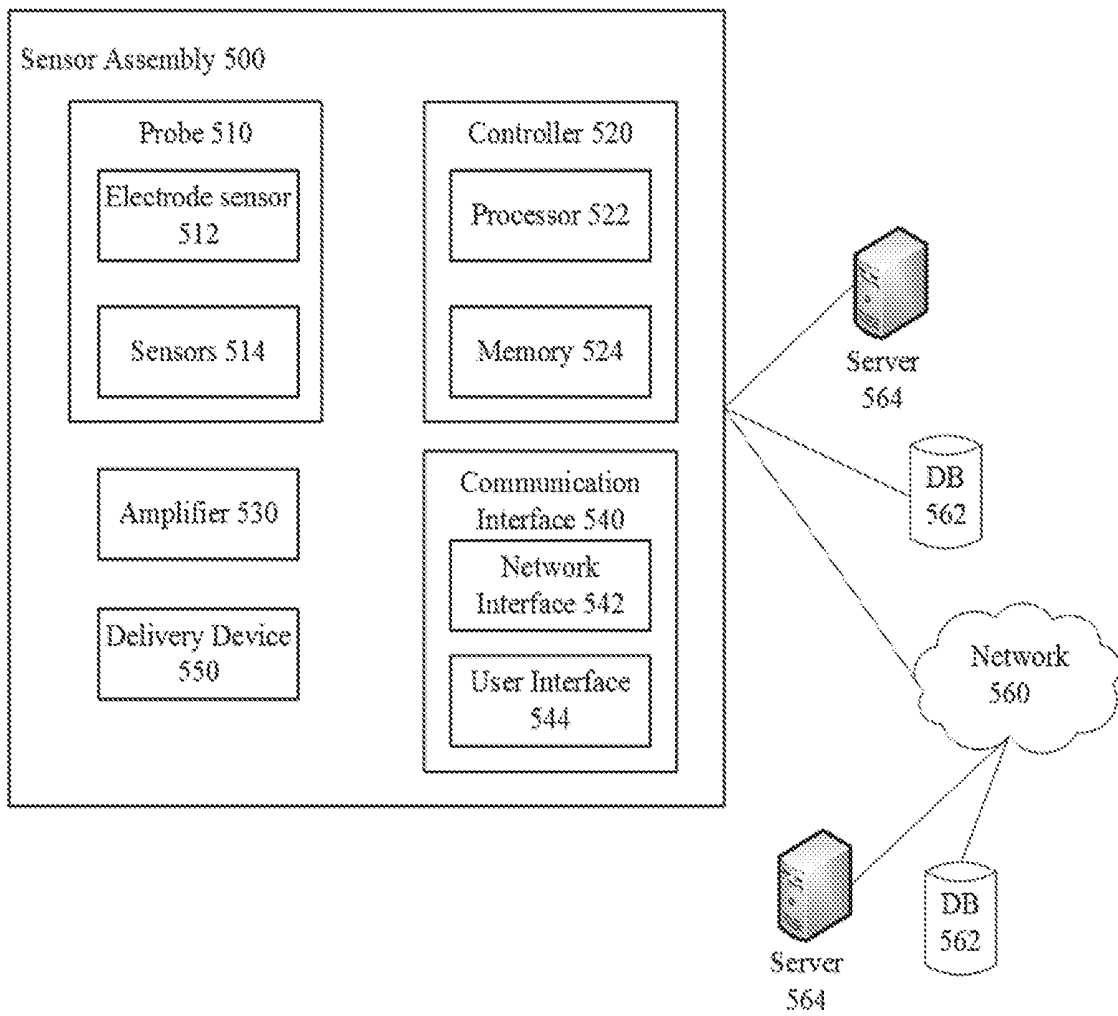 Sensor Assembly 500
Probe 510
Electrode sensor
512
Sensors 514
Controller 520
Processor 522
Memory 524
Amplifier 530
Delivery Device
550
Communication
Interface 540
Network
Interface 542
User Interface
544
Server
564
DB
562
Network
560
Server
564
DB
562